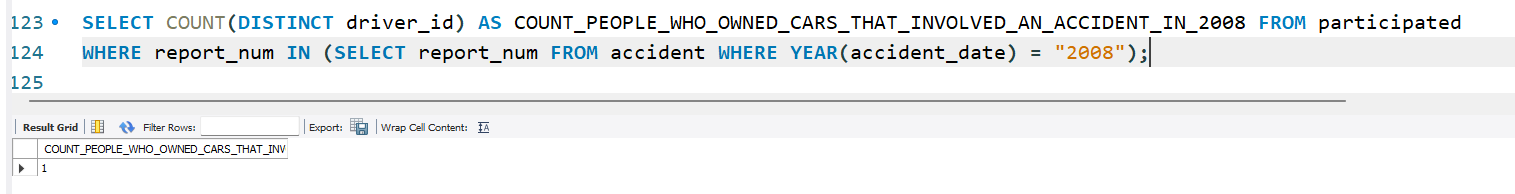 123 SELECT COUNT(DISTINCT driver_id) AS COUNT_PEOPLE_WHO_OWNED_CARS_THAT_INVOLVED_AN_ACCIDENT_IN_2008 FROM participated
124 WHERE report_num IN (SELECT report_num FROM accident WHERE YEAR(accident_date) = "2008");
125
Result Grid Filter Rows: Export: Wrap Cell Content:
COUNT_PEOPLE_WHO_OWNED_CARS_THAT_INV
1